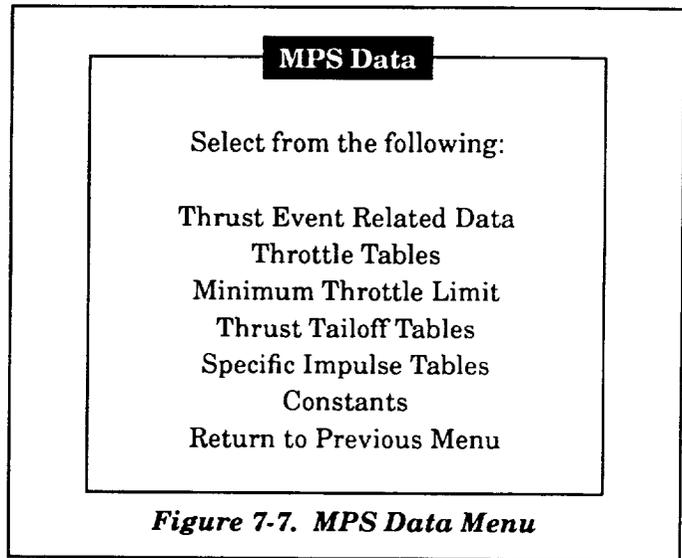 MPS Data
Select from the following:
Thrust Event Related Data
Throttle Tables
Minimum Throttle Limit
Thrust Tailoff Tables
Specific Impulse Tables
Constants
Return to Previous Menu
Figure 7-7. MPS Data Menu